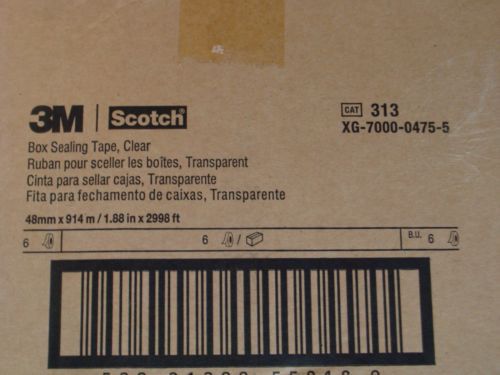 3M | Scotch®
CAT 313
XG-7000-0475-5
Box Sealing Tape, Clear
Ruban pour sceller les boîtes, Transparent
Cinta para sellar cajas, Transparente
Fita para fechamento de caixas, Transparente
48mm x 914 m / 1.88 in x 2998 ft
6 6 / B.U. 6